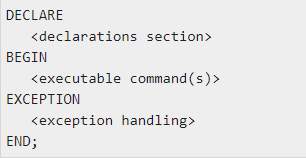 DECLARE
   <declarations section>
BEGIN
   <executable command(s)>
EXCEPTION
   <exception handling>
END;